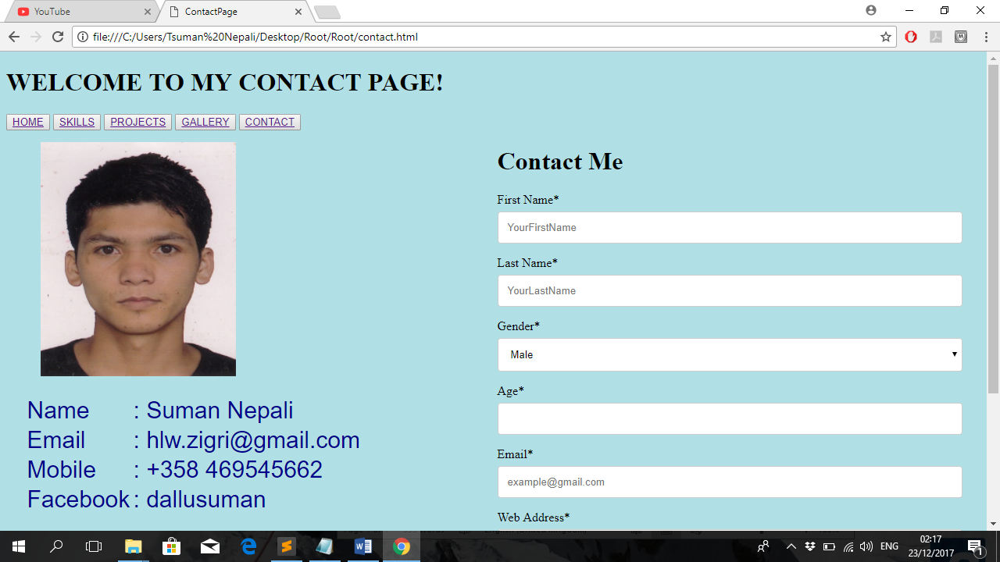 YouTube
ContactPage
file:///C:/Users/Tsuman%20Nepali/Desktop/Root/Root/contact.html
WELCOME TO MY CONTACT PAGE!
HOME SKILLS PROJECTS GALLERY CONTACT
Contact Me
First Name*
YourFirstName
Last Name*
YourLastName
Gender*
Male
Age*
Email*
example@gmail.com
Web Address*
Name : Suman Nepali
Email : hlw.zigri@gmail.com
Mobile : +358 469545662
Facebook : dallusuman
ENG
02:17
23/12/2017
1